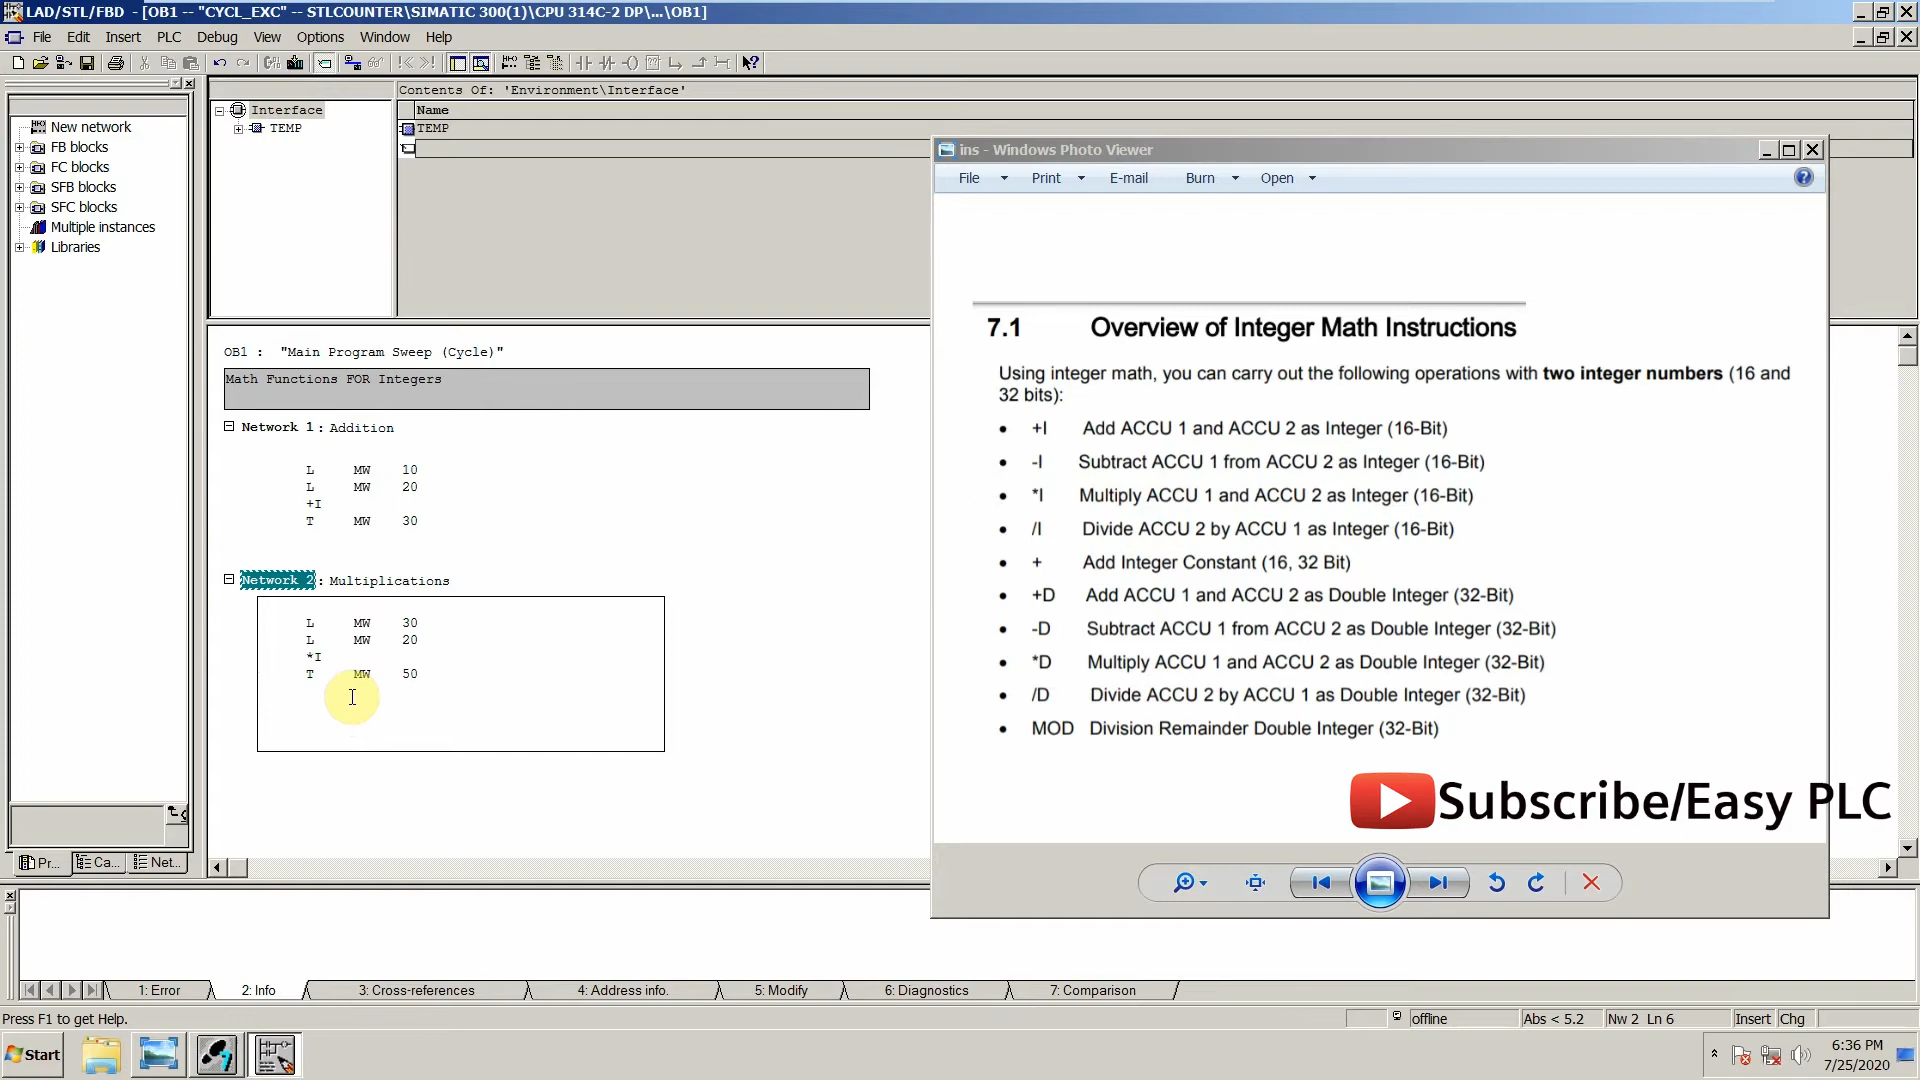 LAD/STL/FBD - [OB1 -- "CYCL_EXC" -- STLCOUNTER\SIMATIC 300(1)\CPU 314C-2 DP\...\OB1]
File Edit Insert PLC Debug View Options Window Help
New network
FB blocks
FC blocks
SFB blocks
SFC blocks
Multiple instances
Libraries
Pr... Ca... Net...
Interface
TEMP
Contents Of: 'Environment\Interface'
Name
TEMP
OB1 : "Main Program Sweep (Cycle)"
Math Functions FOR Integers
Network 1 : Addition
L MW 10
L MW 20
+I
T MW 30
Network 2 : Multiplications
L MW 30
L MW 20
*I
T MW 50
ins - Windows Photo Viewer
File Print E-mail Burn Open
7.1 Overview of Integer Math Instructions
Using integer math, you can carry out the following operations with two integer numbers (16 and
32 bits):
• +I Add ACCU 1 and ACCU 2 as Integer (16-Bit)
• -I Subtract ACCU 1 from ACCU 2 as Integer (16-Bit)
• *I Multiply ACCU 1 and ACCU 2 as Integer (16-Bit)
• /I Divide ACCU 2 by ACCU 1 as Integer (16-Bit)
• + Add Integer Constant (16, 32 Bit)
• +D Add ACCU 1 and ACCU 2 as Double Integer (32-Bit)
• -D Subtract ACCU 1 from ACCU 2 as Double Integer (32-Bit)
• *D Multiply ACCU 1 and ACCU 2 as Double Integer (32-Bit)
• /D Divide ACCU 2 by ACCU 1 as Double Integer (32-Bit)
• MOD Division Remainder Double Integer (32-Bit)
Subscribe/Easy PLC
1: Error 2: Info 3: Cross-references 4: Address info. 5: Modify 6: Diagnostics 7: Comparison
Press F1 to get Help.
offline Abs < 5.2 Nw 2 Ln 6 Insert Chg
Start
6:36 PM
7/25/2020